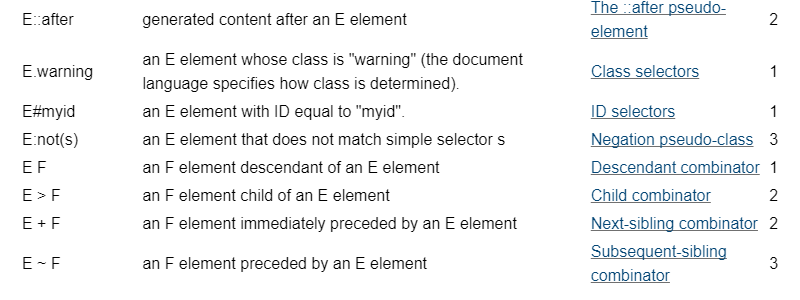 E::after generated content after an E element The ::after pseudo-element 2
E.warning an E element whose class is "warning" (the document language specifies how class is determined). Class selectors 1
E#myid an E element with ID equal to "myid". ID selectors 1
E:not(s) an E element that does not match simple selector s Negation pseudo-class 3
E F an F element descendant of an E element Descendant combinator 1
E > F an F element child of an E element Child combinator 2
E + F an F element immediately preceded by an E element Next-sibling combinator 2
E ~ F an F element preceded by an E element Subsequent-sibling combinator 3